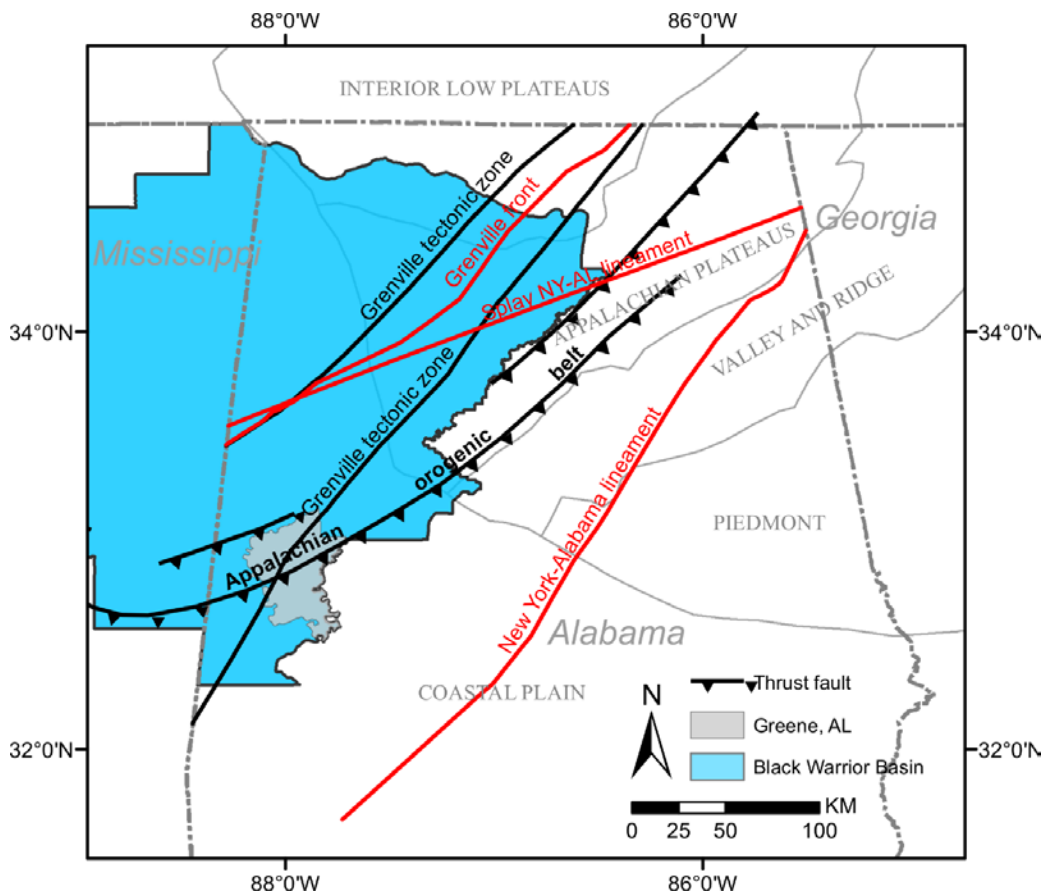 88°0'W
86°0'W
INTERIOR LOW PLATEAUS
Grenville tectonic zone
Grenville front
Mississippi
Georgia
Splay NY-AL lineament
APPALACHIAN PLATEAUS
34°0'N
34°0'N
VALLEY AND RIDGE
belt
Grenville tectonic zone
orogenic
Appalachian
New York-Alabama lineament
PIEDMONT
Alabama
COASTAL PLAIN
N
Thrust fault
Greene, AL
Black Warrior Basin
32°0'N
32°0'N
KM
0 25 50 100
88°0'W
86°0'W